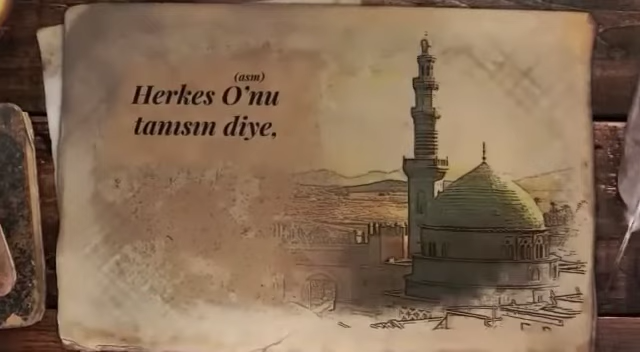 (asm)
Herkes O'nu
tanısın diye,